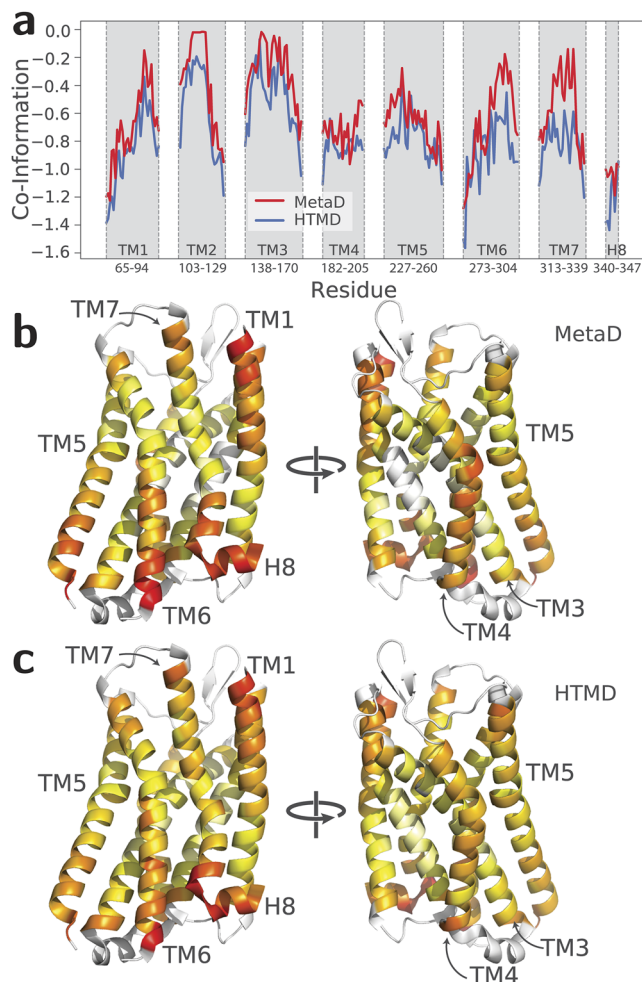 a
Co-Information
0.0
−0.2
−0.4
−0.6
−0.8
−1.0
−1.2
−1.4
−1.6
MetaD
HTMD
TM1 TM2 TM3 TM4 TM5 TM6 TM7 H8
65-94 103-129 138-170 182-205 227-260 273-304 313-339 340-347
Residue
b
TM7
TM1
MetaD
TM5
TM5
H8
TM6
TM3
TM4
c
TM7
TM1
HTMD
TM5
TM5
H8
TM6
TM3
TM4